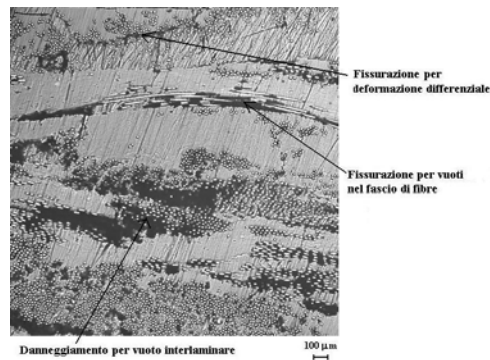 Fissurazione per
deformazione differenziale
Fissurazione per vuoti
nel fascio di fibre
Danneggiamento per vuoto interlaminare
100 μm